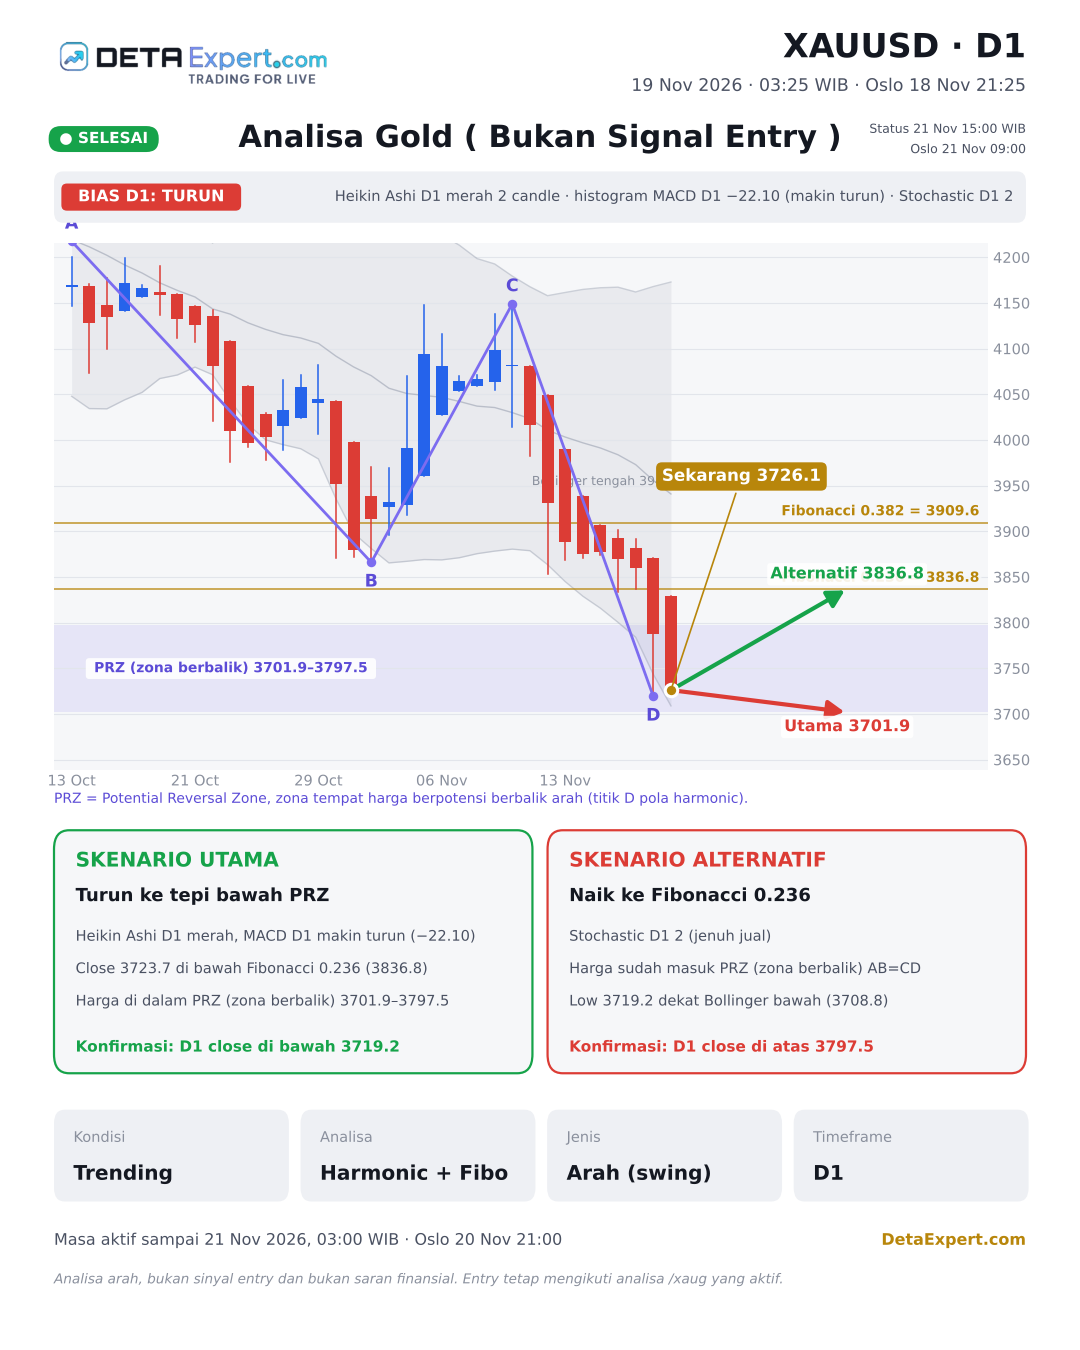 DETA Expert.com
TRADING FOR LIVE
XAUUSD · D1
19 Nov 2026 · 03:25 WIB · Oslo 18 Nov 21:25
SELESAI
Analisa Gold ( Bukan Signal Entry )
Status 21 Nov 15:00 WIB
Oslo 21 Nov 09:00
BIAS D1: TURUN
Heikin Ashi D1 merah 2 candle · histogram MACD D1 −22.10 (makin turun) · Stochastic D1 2
A
4200
C
4150
4100
4050
4000
Bollinger tengah 39
Sekarang 3726.1
3950
Fibonacci 0.382 = 3909.6
3900
Alternatif 3836.8
3836.8
3850
B
3800
PRZ (zona berbalik) 3701.9–3797.5
3750
D
3700
Utama 3701.9
3650
13 Oct
21 Oct
29 Oct
06 Nov
13 Nov
PRZ = Potential Reversal Zone, zona tempat harga berpotensi berbalik arah (titik D pola harmonic).
SKENARIO UTAMA
Turun ke tepi bawah PRZ
Heikin Ashi D1 merah, MACD D1 makin turun (−22.10)
Close 3723.7 di bawah Fibonacci 0.236 (3836.8)
Harga di dalam PRZ (zona berbalik) 3701.9–3797.5
Konfirmasi: D1 close di bawah 3719.2
SKENARIO ALTERNATIF
Naik ke Fibonacci 0.236
Stochastic D1 2 (jenuh jual)
Harga sudah masuk PRZ (zona berbalik) AB=CD
Low 3719.2 dekat Bollinger bawah (3708.8)
Konfirmasi: D1 close di atas 3797.5
Kondisi
Trending
Analisa
Harmonic + Fibo
Jenis
Arah (swing)
Timeframe
D1
Masa aktif sampai 21 Nov 2026, 03:00 WIB · Oslo 20 Nov 21:00
DetaExpert.com
Analisa arah, bukan sinyal entry dan bukan saran finansial. Entry tetap mengikuti analisa /xaug yang aktif.